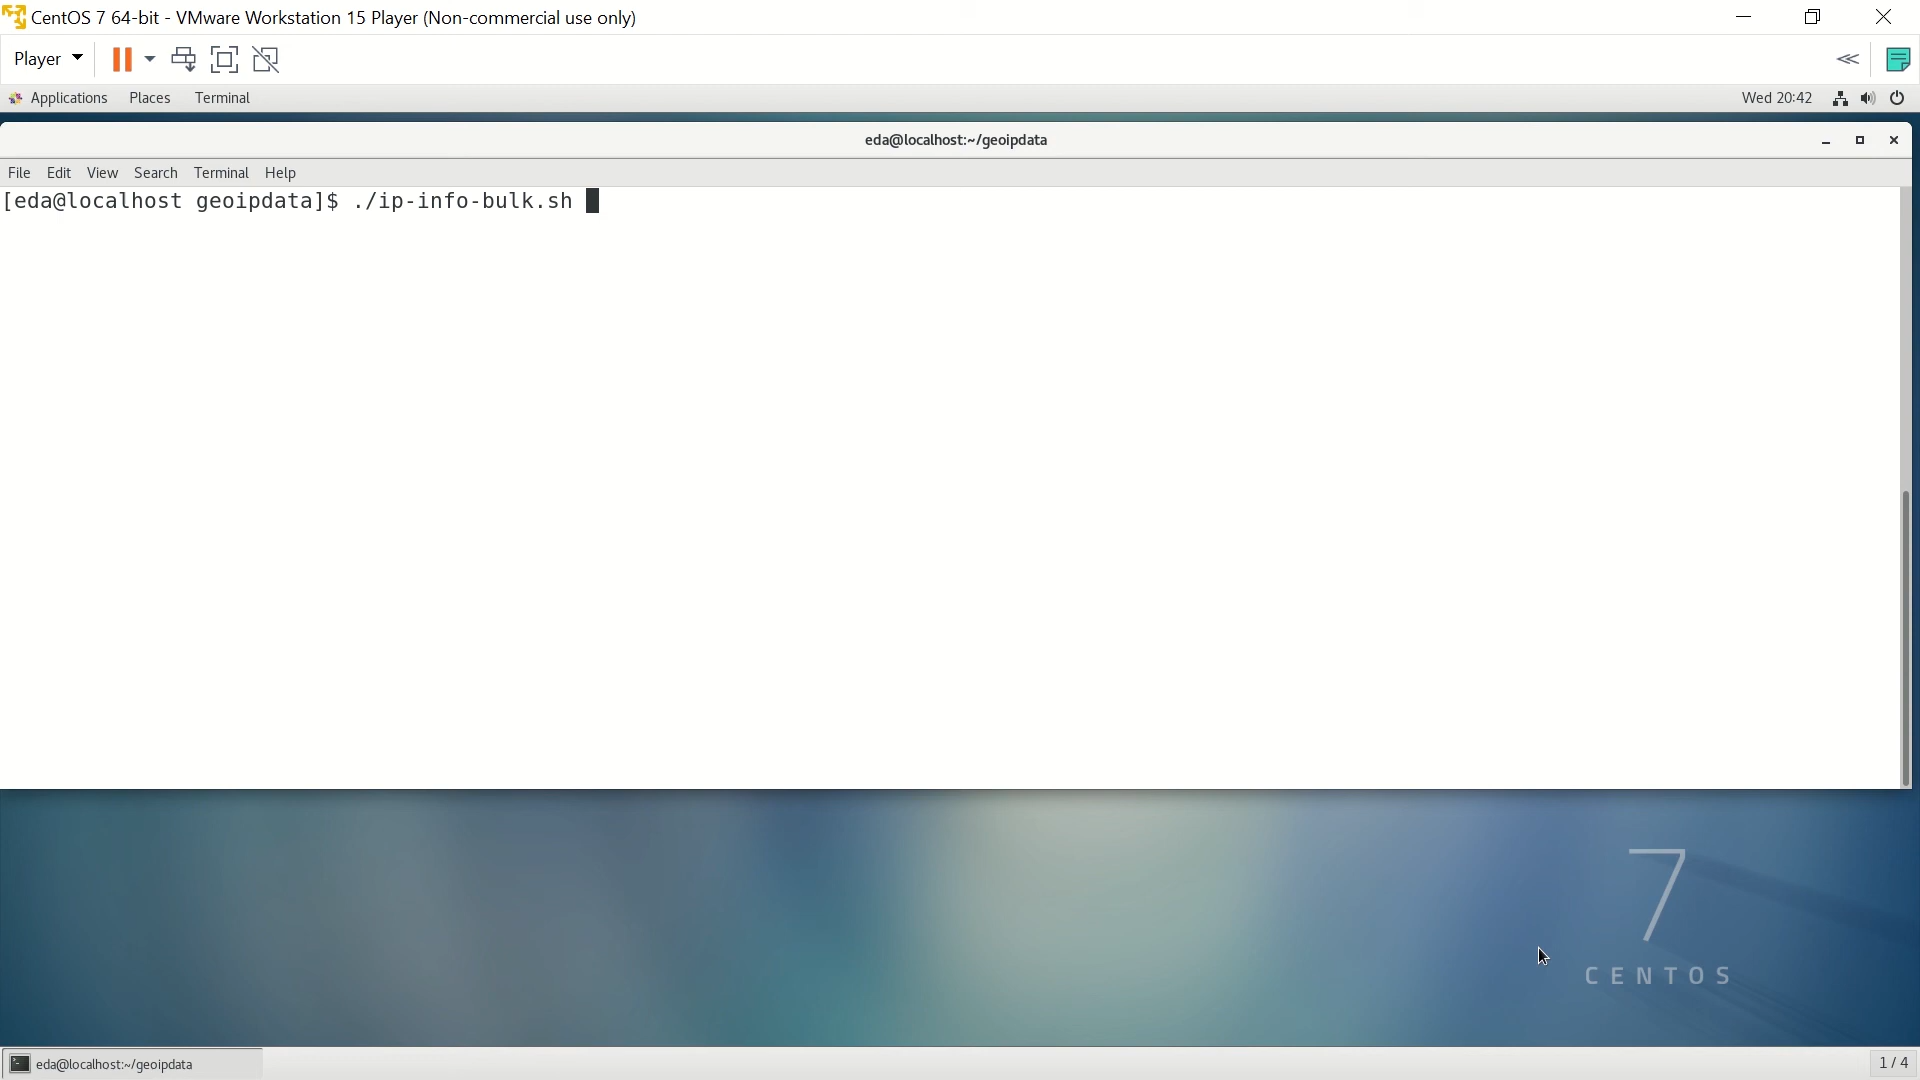 CentOS 7 64-bit - VMware Workstation 15 Player (Non-commercial use only)
Player
Applications Places Terminal Wed 20:42
eda@localhost:~/geoipdata
File Edit View Search Terminal Help
[eda@localhost geoipdata]$ ./ip-info-bulk.sh
7
CENTOS
eda@localhost:~/geoipdata 1 / 4